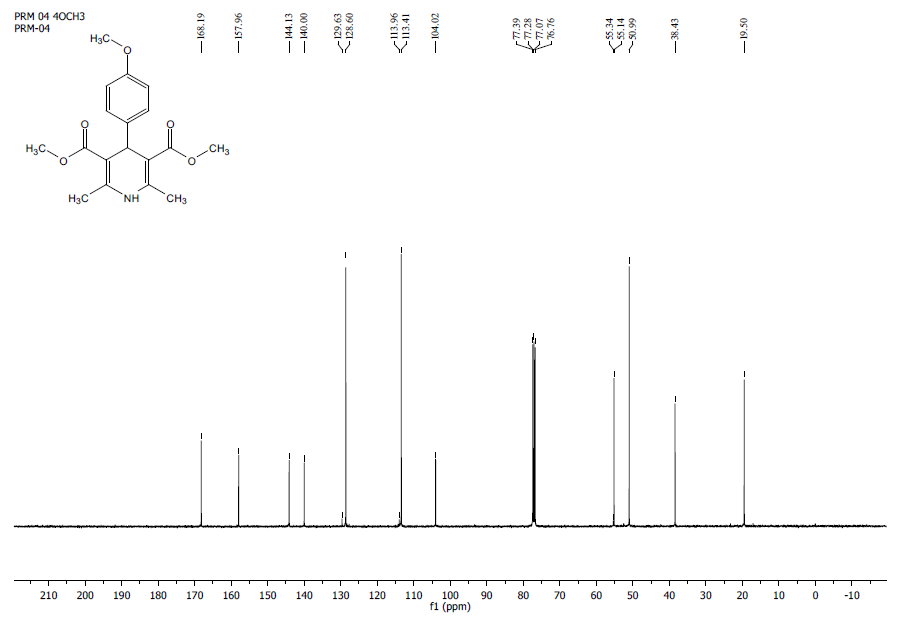 PRM 04 4OCH3
PRM-04
168.19
157.96
144.13
140.00
129.63
128.60
113.96
113.41
104.02
77.39
77.28
77.07
76.76
55.34
55.14
50.99
38.43
19.50
H₃C
O
O
O
H₃C
O
O
CH₃
H₃C
NH
CH₃
210 200 190 180 170 160 150 140 130 120 110 100 90 80 70 60 50 40 30 20 10 0 -10
f1 (ppm)